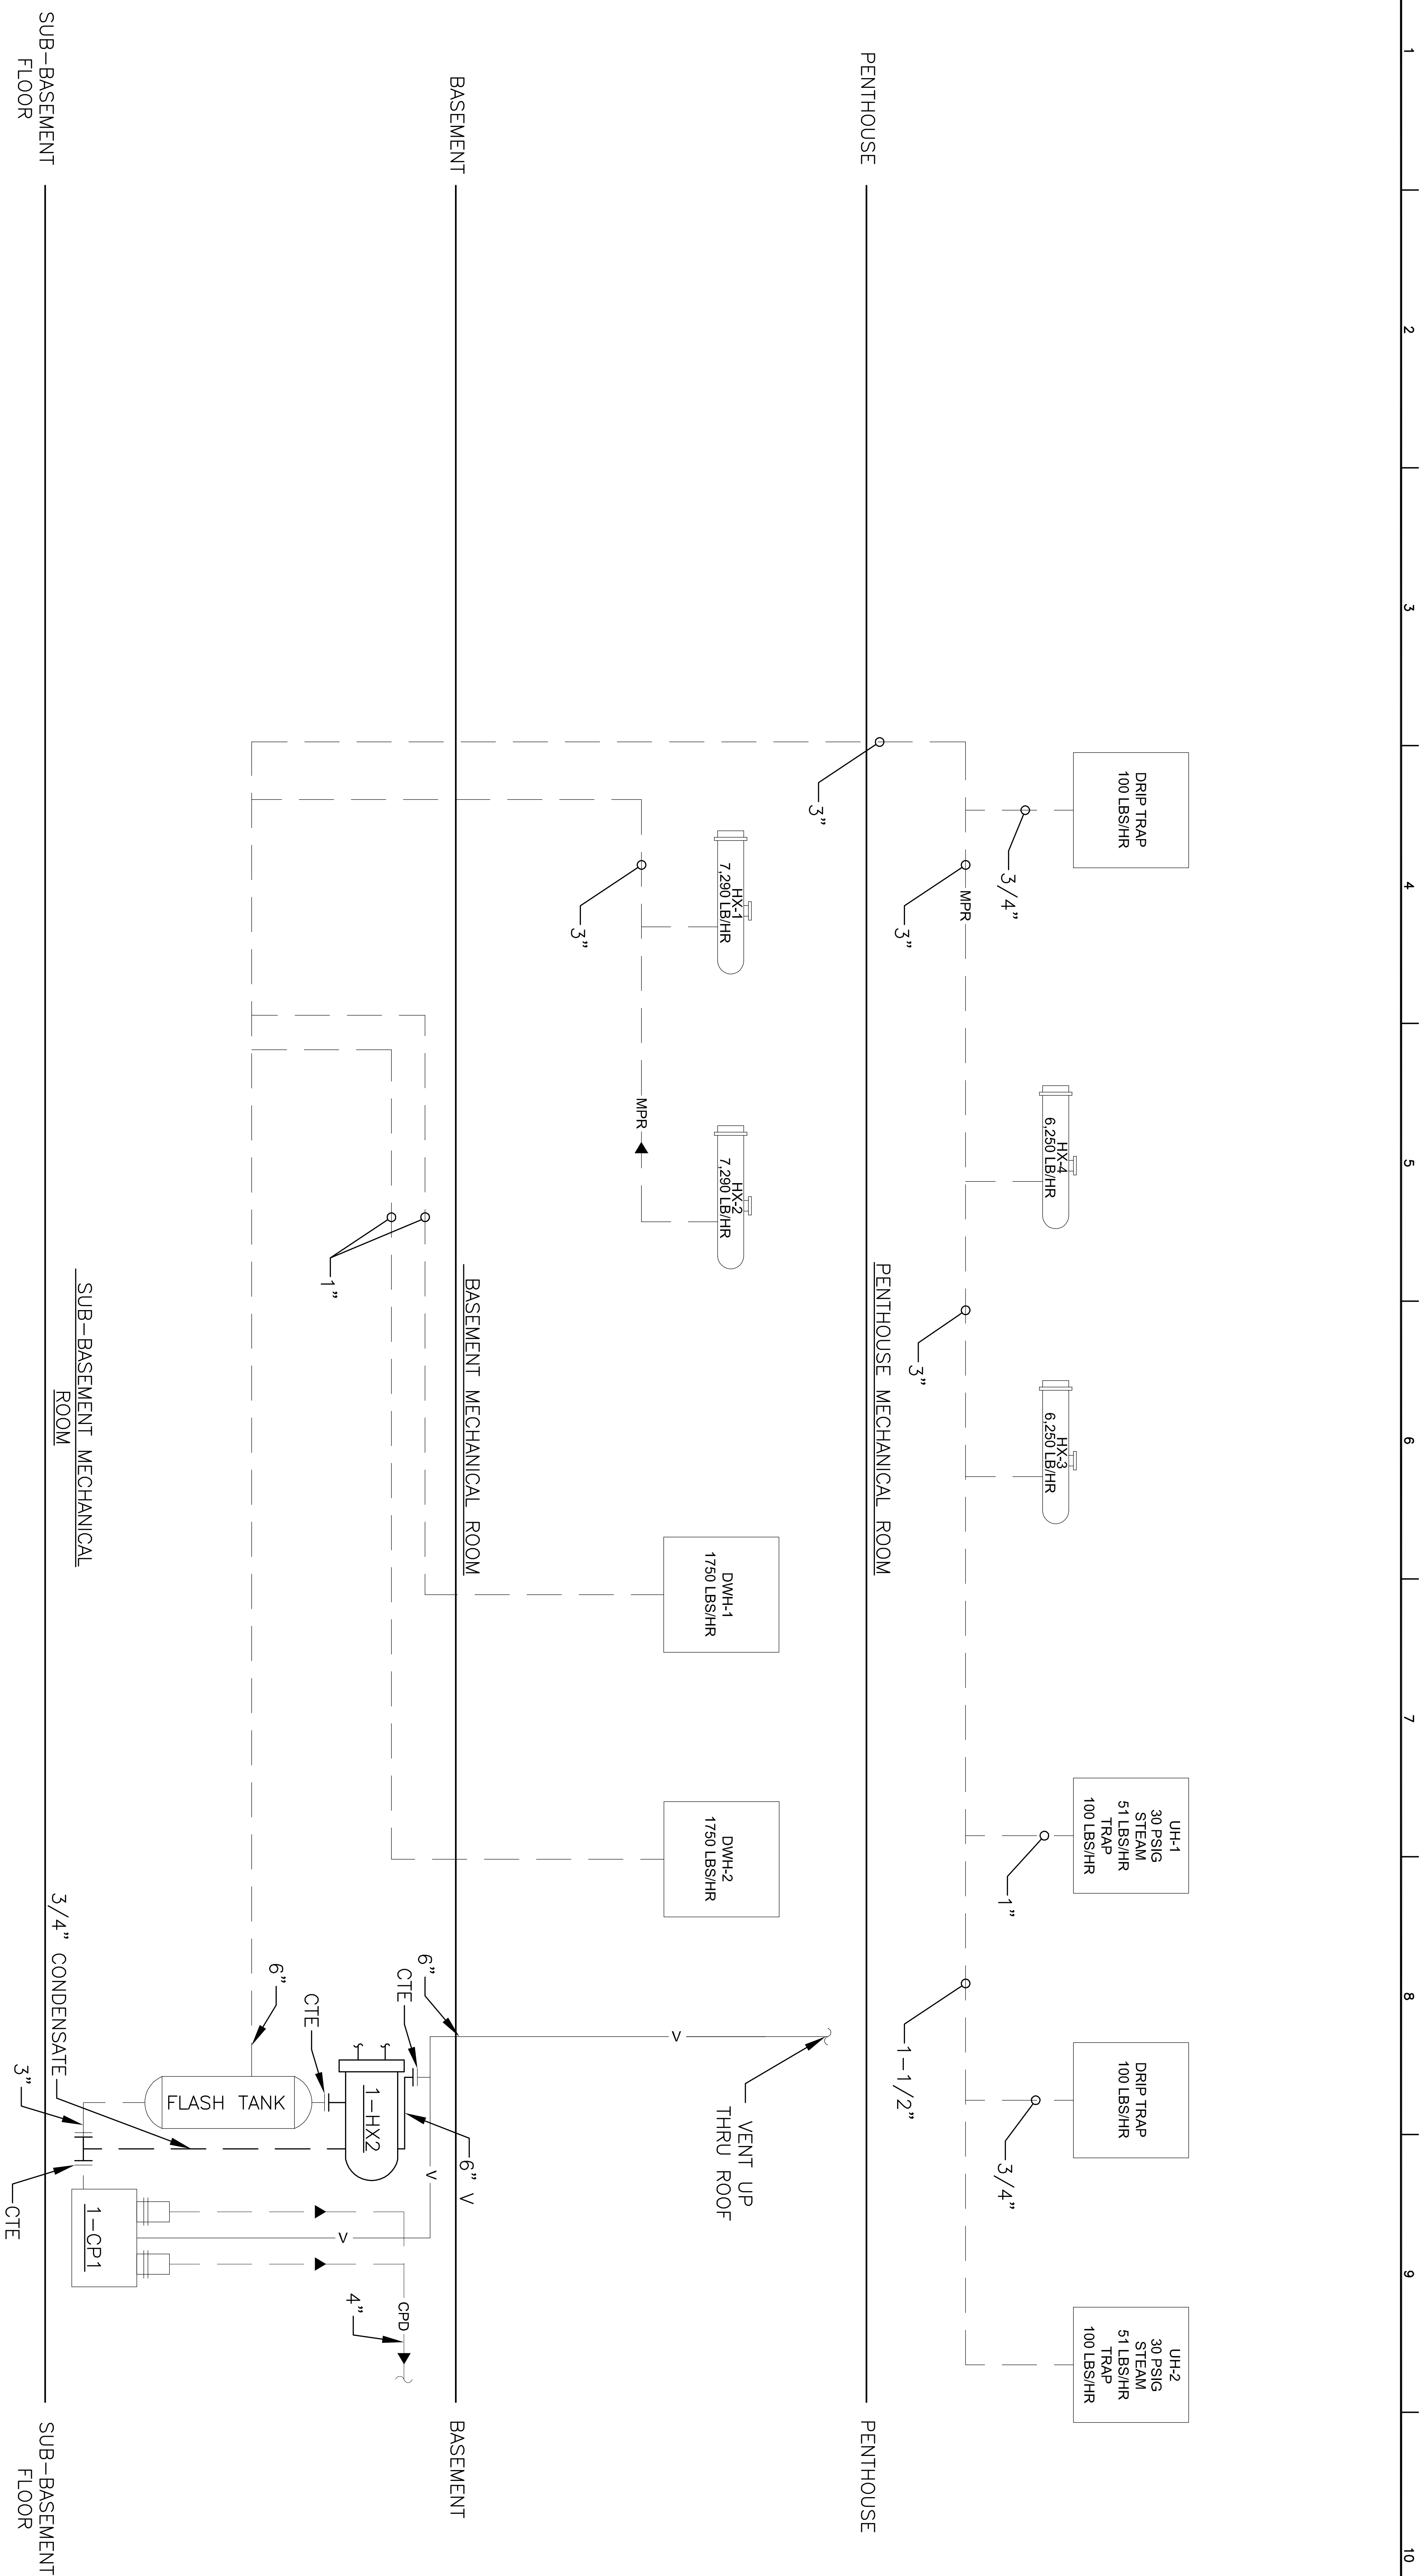 1
2
3
4
5
6
7
8
9
10
DRIP TRAP
100 LBS/HR
3/4"
MPR
3"
3"
HX-4
6,250 LB/HR
3"
HX-3
6,250 LB/HR
UH-1
30 PSIG
STEAM
51 LBS/HR
TRAP
100 LBS/HR
1"
1-1/2"
DRIP TRAP
100 LBS/HR
3/4"
UH-2
30 PSIG
STEAM
51 LBS/HR
TRAP
100 LBS/HR
PENTHOUSE
PENTHOUSE MECHANICAL ROOM
PENTHOUSE
HX-1
7,290 LB/HR
3"
MPR
HX-2
7,290 LB/HR
DWH-1
1750 LBS/HR
DWH-2
1750 LBS/HR
V
VENT UP
THRU ROOF
BASEMENT
BASEMENT MECHANICAL ROOM
BASEMENT
1"
6"
CTE
6" V
V
CTE
1-HX2
6"
FLASH TANK
V
CPD
4"
3/4" CONDENSATE
3"
CTE
1-CP1
SUB-BASEMENT MECHANICAL
ROOM
SUB-BASEMENT
FLOOR
SUB-BASEMENT
FLOOR